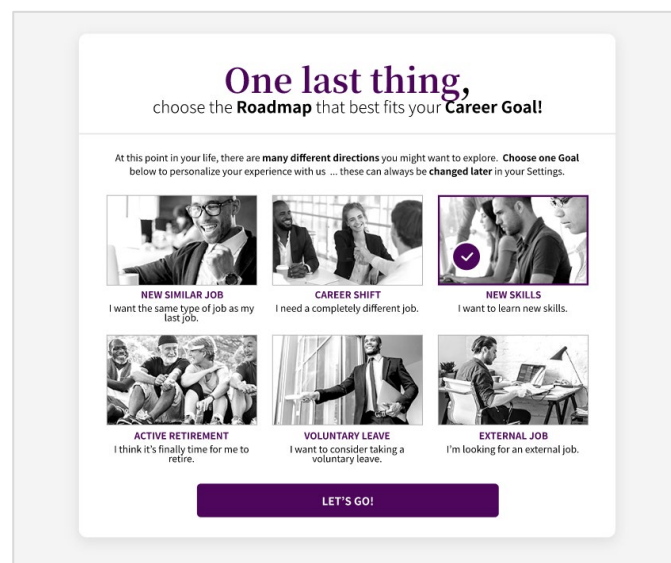 One last thing,
choose the Roadmap that best fits your Career Goal!
At this point in your life, there are many different directions you might want to explore. Choose one Goal
below to personalize your experience with us ... these can always be changed later in your Settings.
NEW SIMILAR JOB
I want the same type of job as my
last job.
CAREER SHIFT
I need a completely different job.
NEW SKILLS
I want to learn new skills.
ACTIVE RETIREMENT
I think it's finally time for me to
retire.
VOLUNTARY LEAVE
I want to consider taking a
voluntary leave.
EXTERNAL JOB
I'm looking for an external job.
LET'S GO!